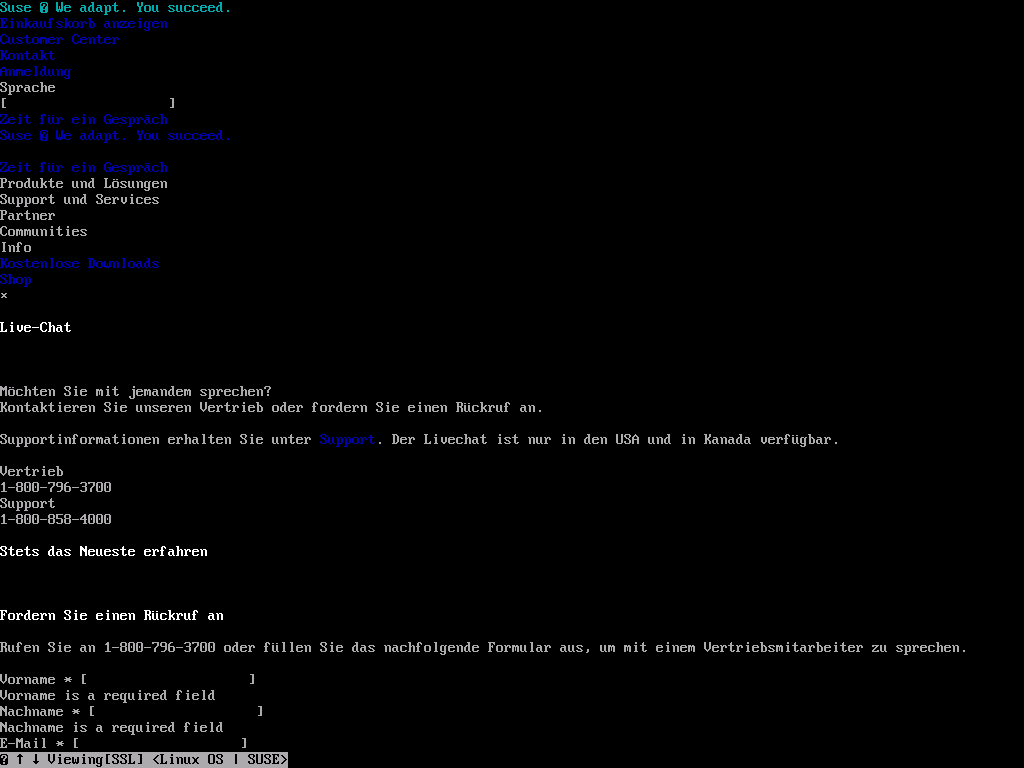 Suse � We adapt. You succeed.
Einkaufskorb anzeigen
Customer Center
Kontakt
Anmeldung
Sprache
[                    ]
Zeit für ein Gespräch
Suse � We adapt. You succeed.
Zeit für ein Gespräch
Produkte und Lösungen
Support und Services
Partner
Communities
Info
Kostenlose Downloads
Shop
×
Live-Chat
Möchten Sie mit jemandem sprechen?
Kontaktieren Sie unseren Vertrieb oder fordern Sie einen Rückruf an.
Supportinformationen erhalten Sie unter Support. Der Livechat ist nur in den USA und in Kanada verfügbar.
Vertrieb
1-800-796-3700
Support
1-800-858-4000
Stets das Neueste erfahren
Fordern Sie einen Rückruf an
Rufen Sie an 1-800-796-3700 oder füllen Sie das nachfolgende Formular aus, um mit einem Vertriebsmitarbeiter zu sprechen.
Vorname * [                    ]
Vorname is a required field
Nachname * [                    ]
Nachname is a required field
E-Mail * [                    ]
� ↑ ↓ Viewing[SSL] <Linux OS | SUSE>